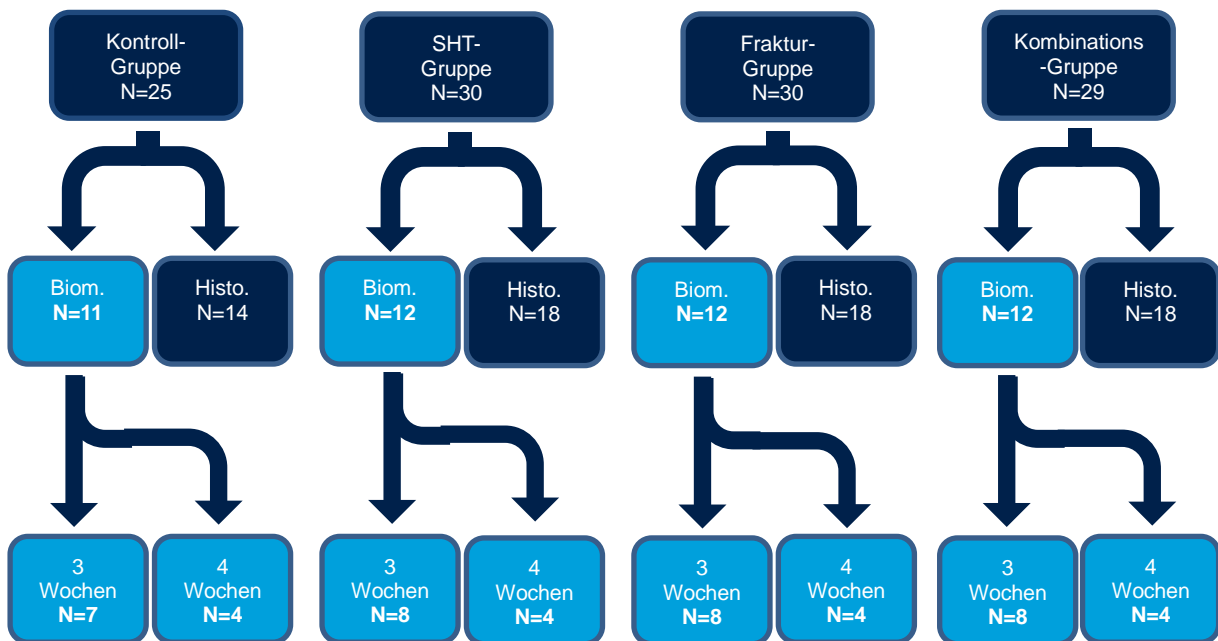 Kontroll-
Gruppe
N=25
SHT-
Gruppe
N=30
Fraktur-
Gruppe
N=30
Kombinations
-Gruppe
N=29
Biom.
N=11
Histo.
N=14
Biom.
N=12
Histo.
N=18
Biom.
N=12
Histo.
N=18
Biom.
N=12
Histo.
N=18
3
Wochen
N=7
4
Wochen
N=4
3
Wochen
N=8
4
Wochen
N=4
3
Wochen
N=8
4
Wochen
N=4
3
Wochen
N=8
4
Wochen
N=4